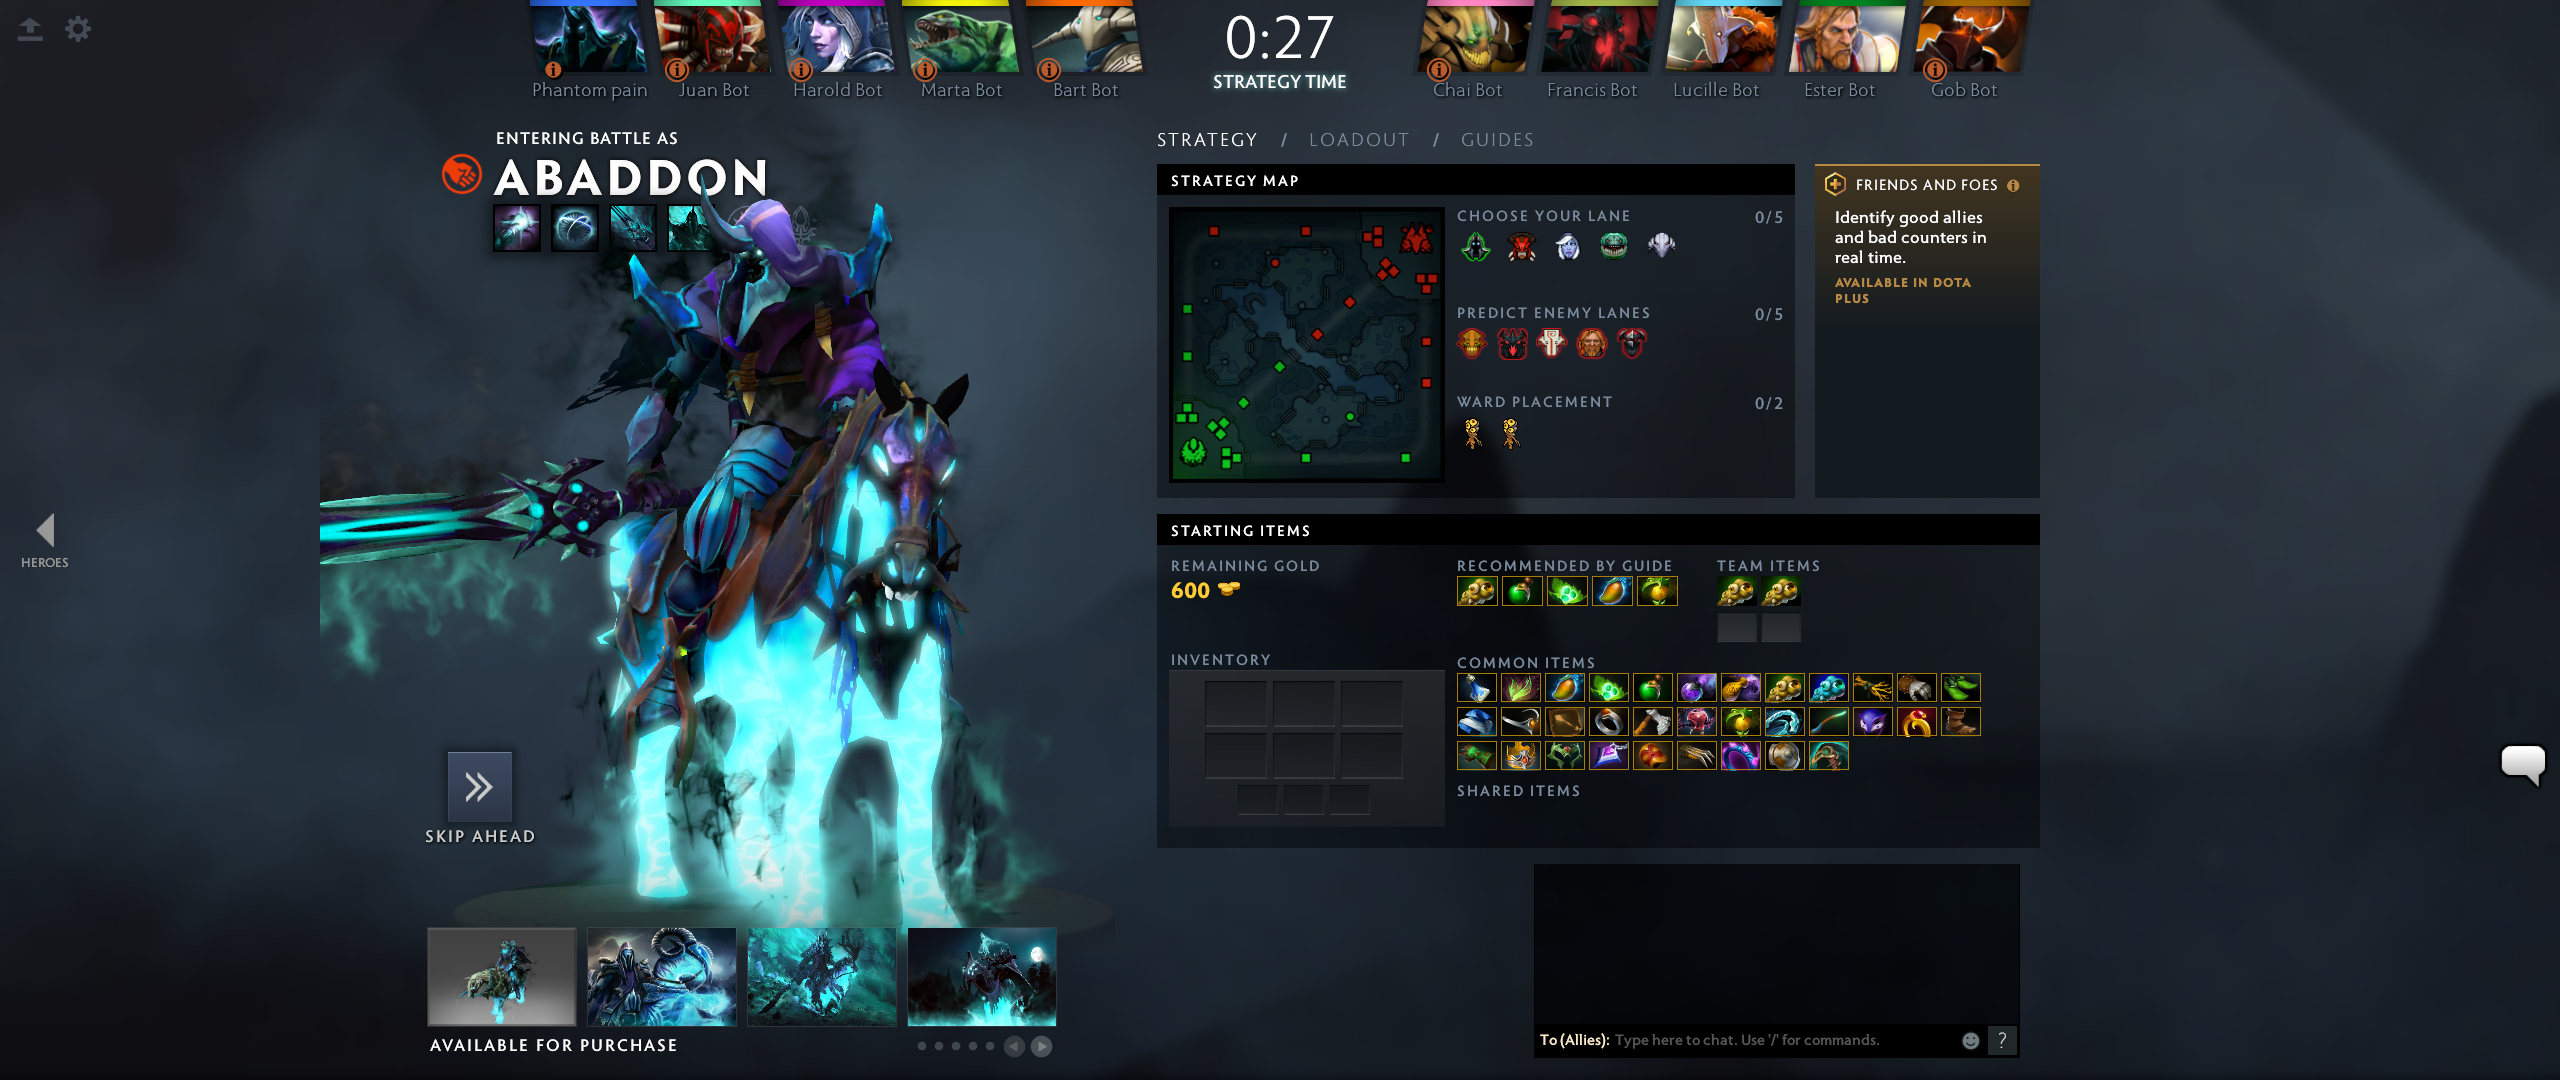 0:27
STRATEGY TIME
Phantom pain
Juan Bot
Harold Bot
Marta Bot
Bart Bot
Chai Bot
Francis Bot
Lucille Bot
Ester Bot
Gob Bot
ENTERING BATTLE AS
ABADDON
HEROES
SKIP AHEAD
AVAILABLE FOR PURCHASE
STRATEGY / LOADOUT / GUIDES
STRATEGY MAP
CHOOSE YOUR LANE 0/5
PREDICT ENEMY LANES 0/5
WARD PLACEMENT 0/2
FRIENDS AND FOES
Identify good allies
and bad counters in
real time.
AVAILABLE IN DOTA
PLUS
STARTING ITEMS
REMAINING GOLD
600
INVENTORY
RECOMMENDED BY GUIDE
TEAM ITEMS
COMMON ITEMS
SHARED ITEMS
To (Allies): Type here to chat. Use '/' for commands.
?